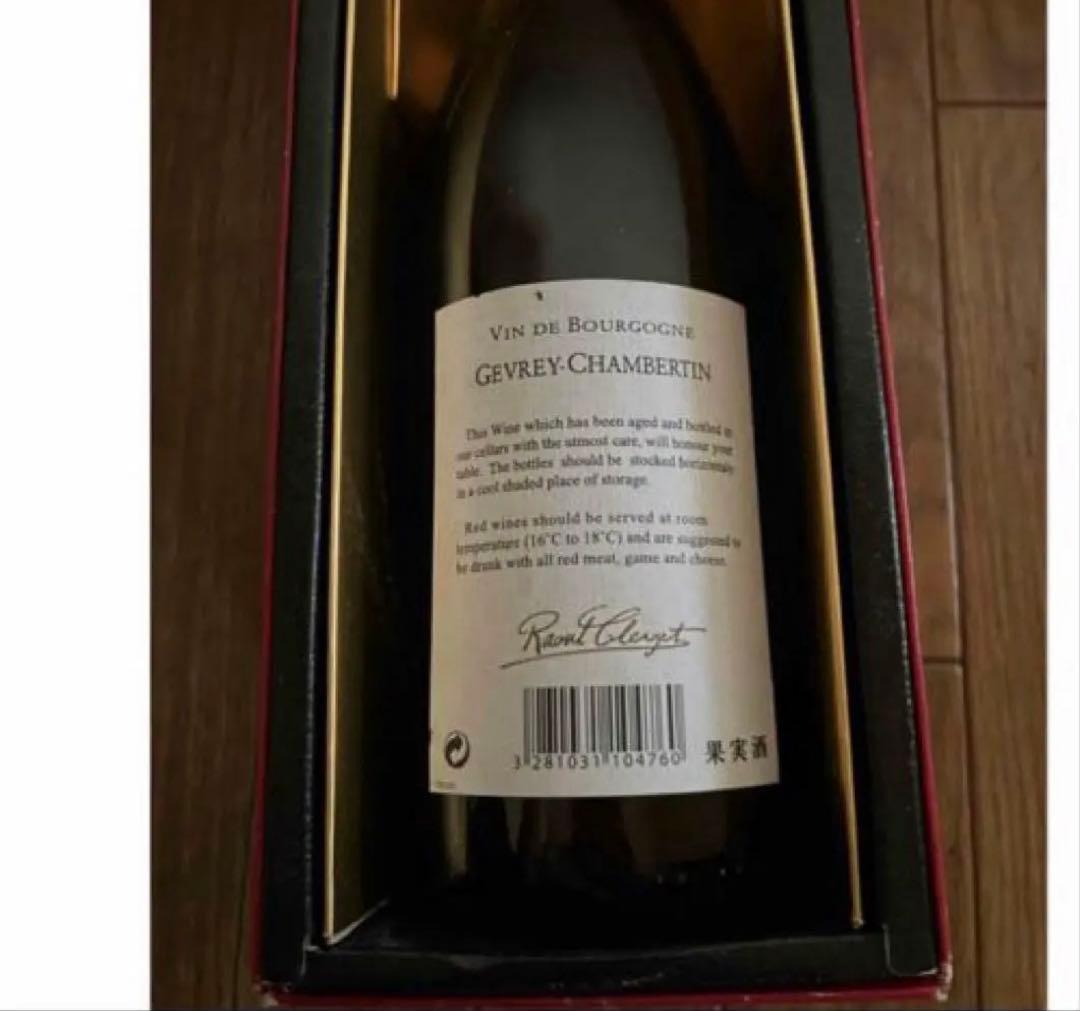 VIN DE BOURGOGNE
GEVREY-CHAMBERTIN
This Wine which has been aged and bottled in
our cellars with the utmost care, will honour your
table. The bottles should be stocked horizontaly
in a cool shaded place of storage.
Red wines should be served at room
temperature (16°C to 18°C) and are suggested to
be drunk with all red meat, game and cheese.
Raoul Clerget
3 281031 104760
果実酒